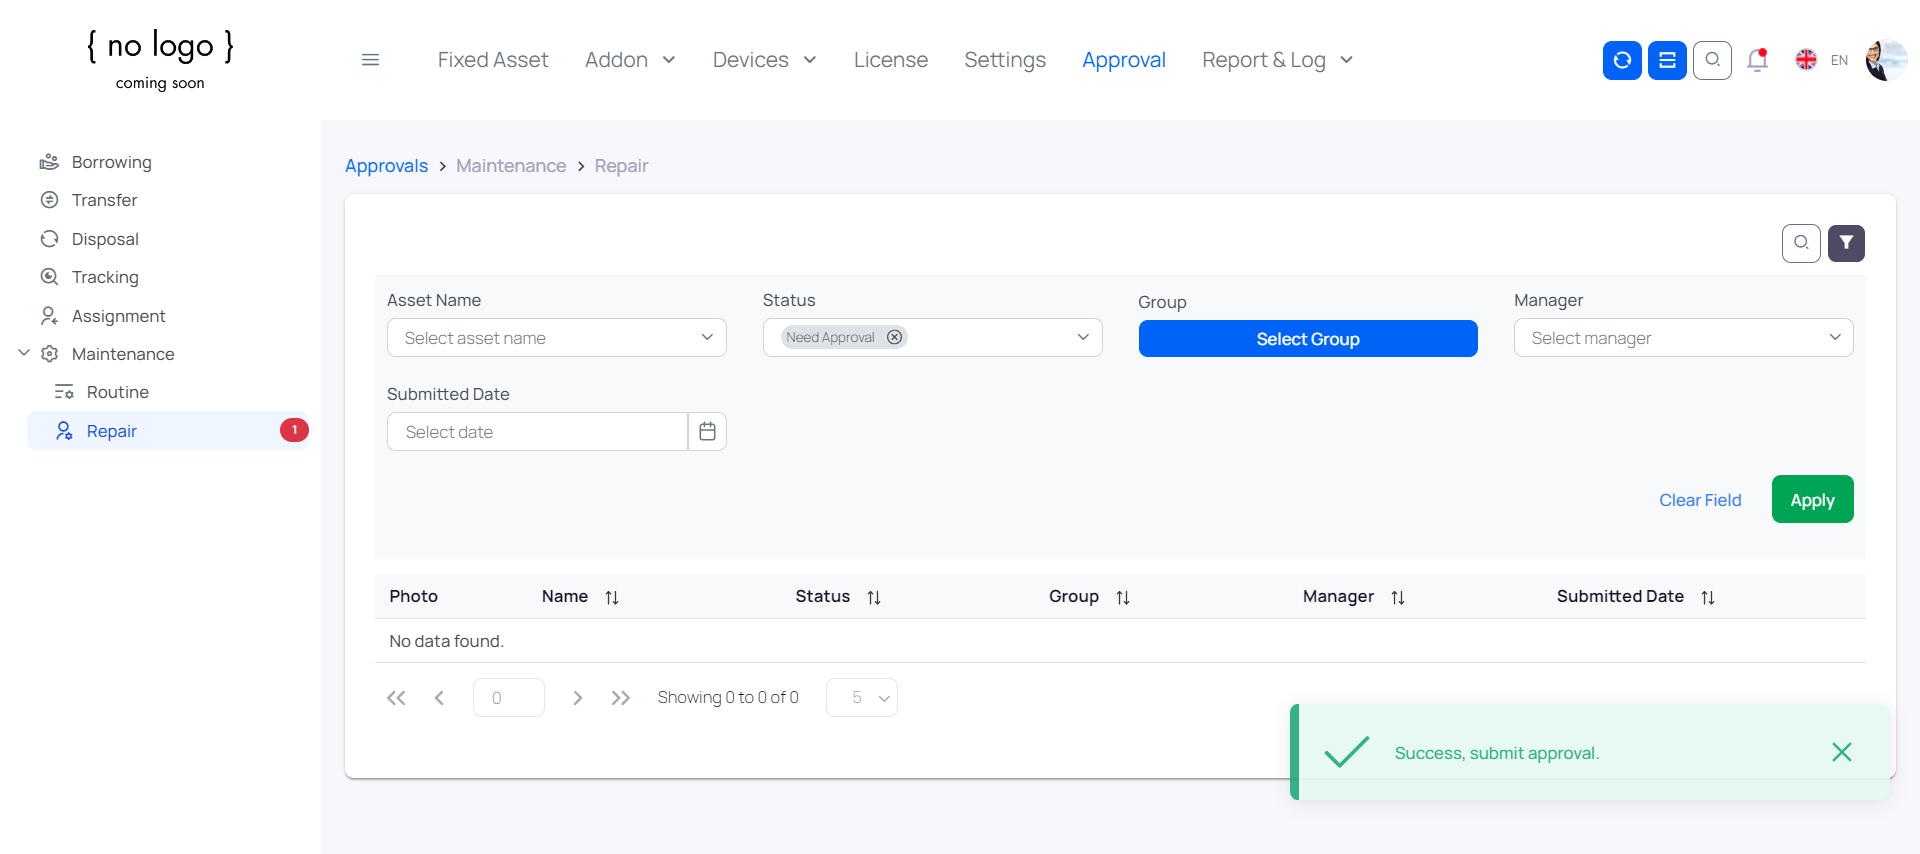 { no logo }
coming soon
Fixed Asset
Addon
Devices
License
Settings
Approval
Report & Log
EN
Borrowing
Transfer
Disposal
Tracking
Assignment
Maintenance
Routine
Repair
1
Approvals > Maintenance > Repair
Asset Name
Select asset name
Status
Need Approval
Group
Select Group
Manager
Select manager
Submitted Date
Select date
Clear Field
Apply
Photo
Name
Status
Group
Manager
Submitted Date
No data found.
0
Showing 0 to 0 of 0
5
Success, submit approval.